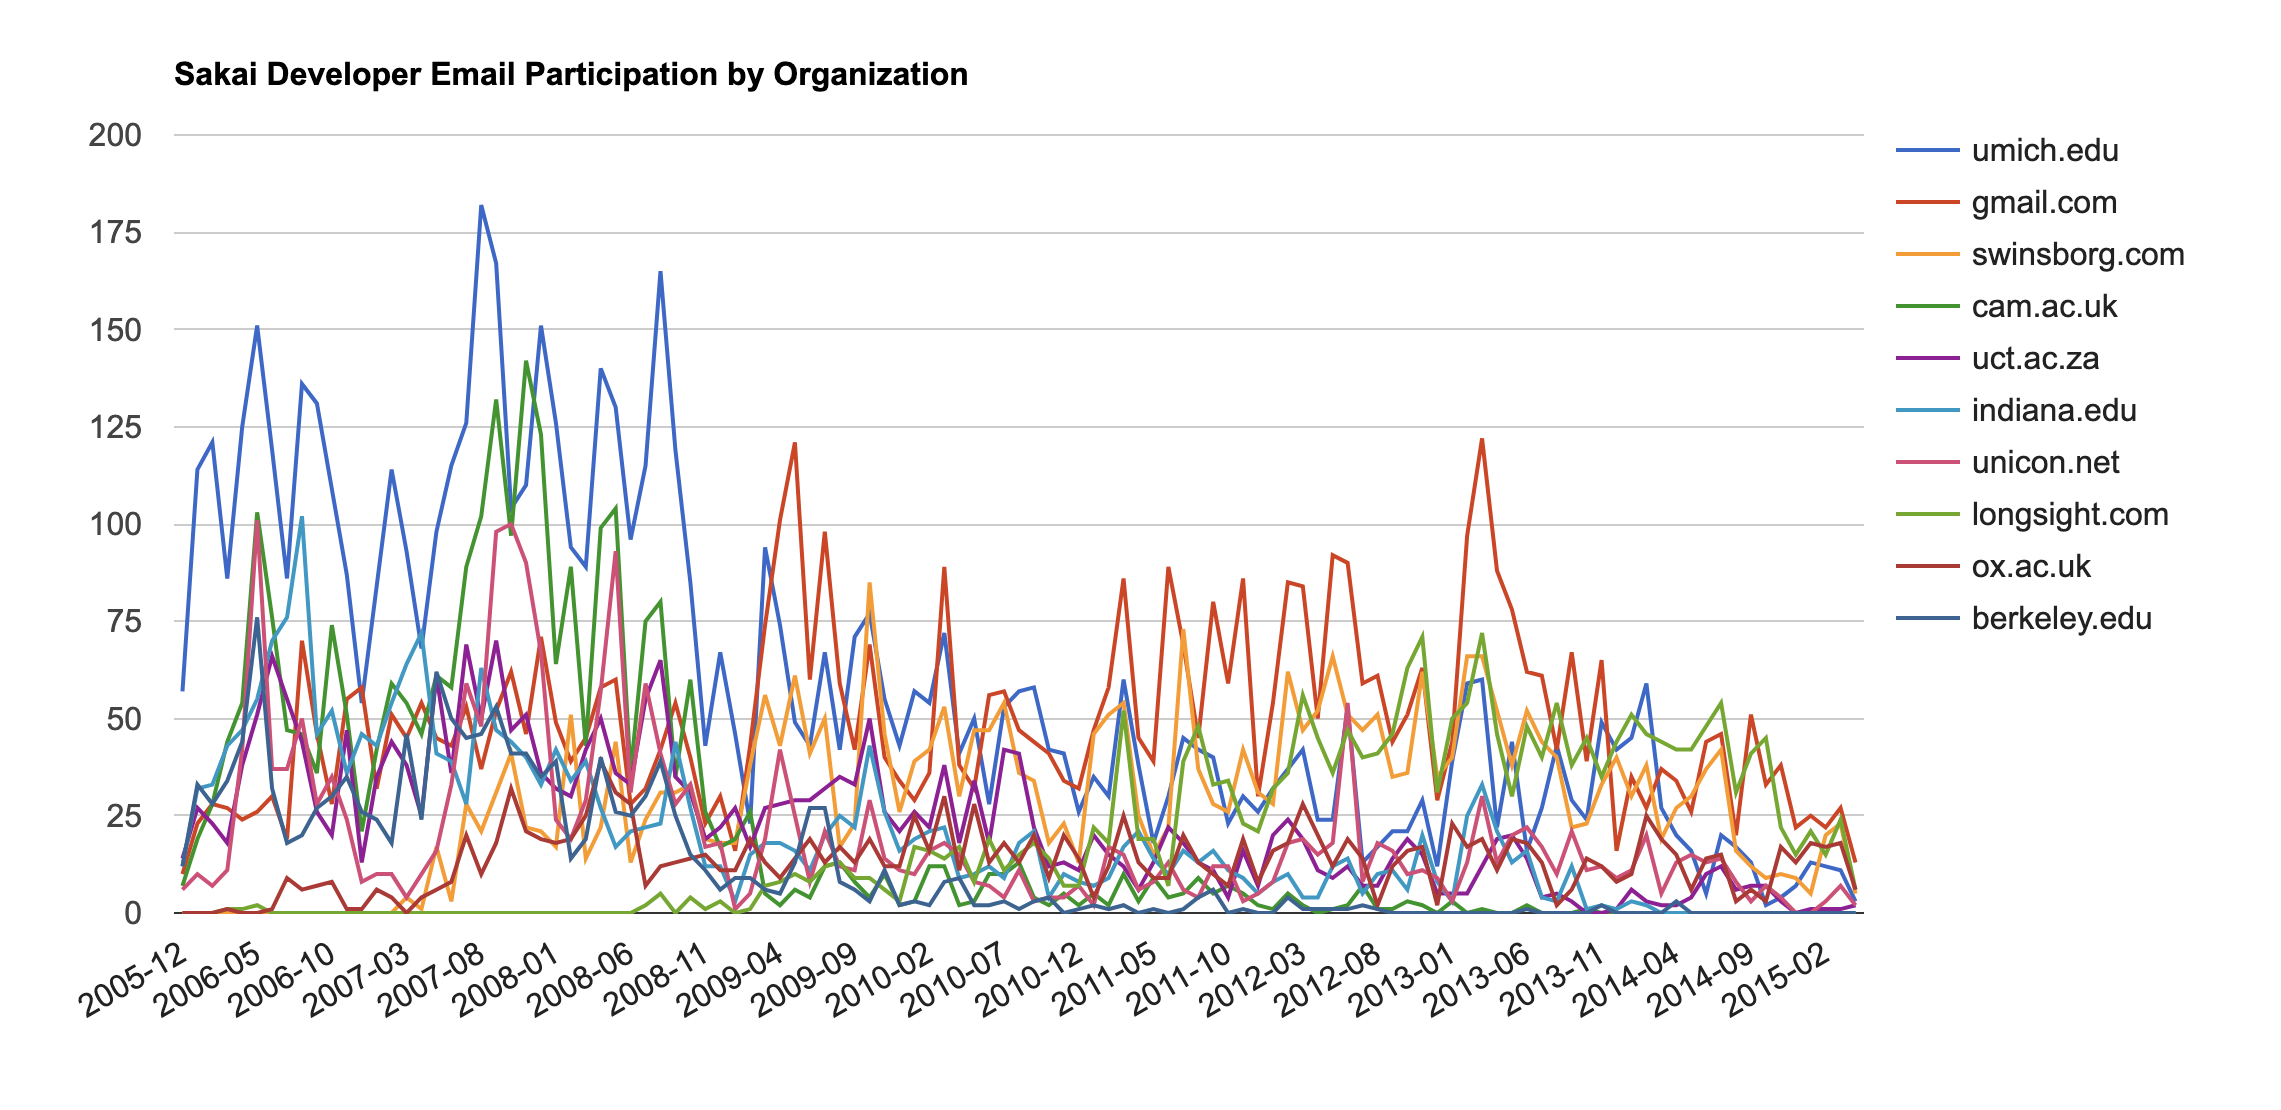 Sakai Developer Email Participation by Organization
200
175
150
125
100
75
50
25
0
umich.edu
gmail.com
swinsborg.com
cam.ac.uk
uct.ac.za
indiana.edu
unicon.net
longsight.com
ox.ac.uk
berkeley.edu
2005-12
2006-05
2006-10
2007-03
2007-08
2008-01
2008-06
2008-11
2009-04
2009-09
2010-02
2010-07
2010-12
2011-05
2011-10
2012-03
2012-08
2013-01
2013-06
2013-11
2014-04
2014-09
2015-02